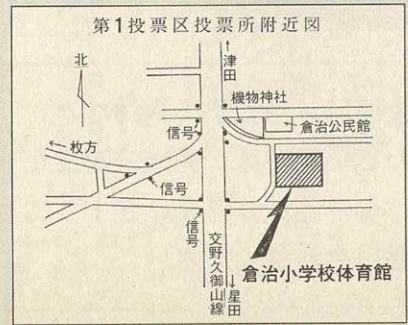 第1投票区投票所附近図
北
↑津田
機物神社
倉治公民館
信号
←枚方
信号
信号
交野久御山線
→星田
倉治小学校体育館